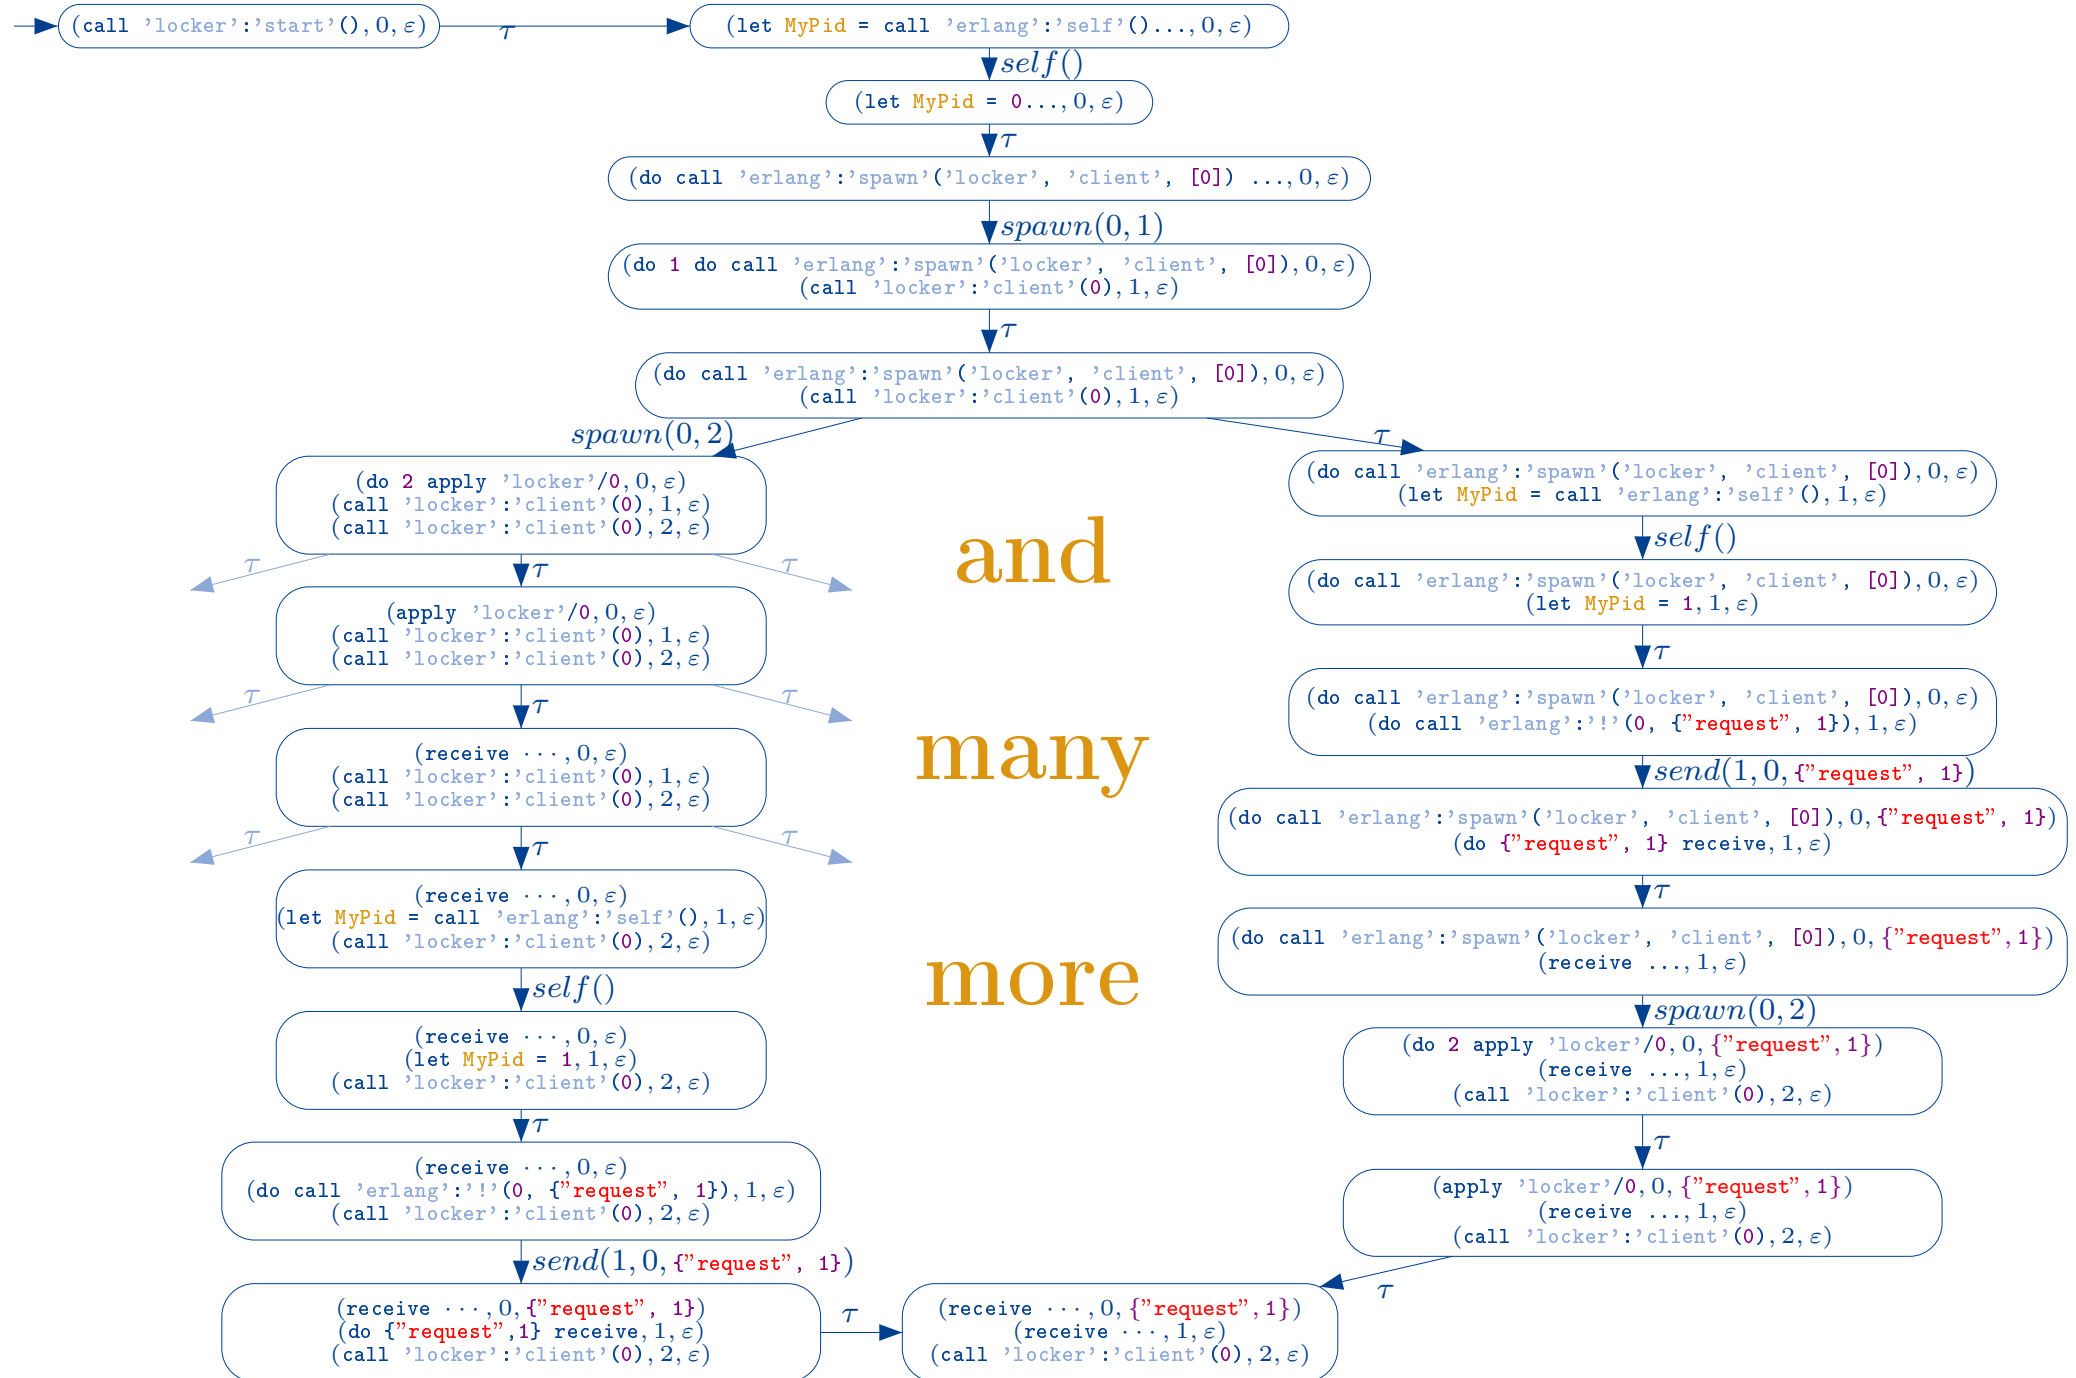 (call 'locker':'start'(), 0, ε)
τ
(let MyPid = call 'erlang':'self'()..., 0, ε)
self()
(let MyPid = 0..., 0, ε)
τ
(do call 'erlang':'spawn'('locker', 'client', [0]) ..., 0, ε)
spawn(0, 1)
(do 1 do call 'erlang':'spawn'('locker', 'client', [0]), 0, ε)
(call 'locker':'client'(0), 1, ε)
τ
(do call 'erlang':'spawn'('locker', 'client', [0]), 0, ε)
(call 'locker':'client'(0), 1, ε)
spawn(0, 2)
(do 2 apply 'locker'/0, 0, ε)
(call 'locker':'client'(0), 1, ε)
(call 'locker':'client'(0), 2, ε)
τ
τ
τ
(apply 'locker'/0, 0, ε)
(call 'locker':'client'(0), 1, ε)
(call 'locker':'client'(0), 2, ε)
τ
τ
τ
(receive ···, 0, ε)
(call 'locker':'client'(0), 1, ε)
(call 'locker':'client'(0), 2, ε)
τ
τ
τ
(receive ···, 0, ε)
(let MyPid = call 'erlang':'self'(), 1, ε)
(call 'locker':'client'(0), 2, ε)
self()
(receive ···, 0, ε)
(let MyPid = 1, 1, ε)
(call 'locker':'client'(0), 2, ε)
τ
(receive ···, 0, ε)
(do call 'erlang':'!'(0, {"request", 1}), 1, ε)
(call 'locker':'client'(0), 2, ε)
send(1, 0, {"request", 1})
(receive ···, 0, {"request", 1})
(do {"request",1} receive, 1, ε)
(call 'locker':'client'(0), 2, ε)
τ
and
many
more
τ
(do call 'erlang':'spawn'('locker', 'client', [0]), 0, ε)
(let MyPid = call 'erlang':'self'(), 1, ε)
self()
(do call 'erlang':'spawn'('locker', 'client', [0]), 0, ε)
(let MyPid = 1, 1, ε)
τ
(do call 'erlang':'spawn'('locker', 'client', [0]), 0, ε)
(do call 'erlang':'!'(0, {"request", 1}), 1, ε)
send(1, 0, {"request", 1})
(do call 'erlang':'spawn'('locker', 'client', [0]), 0, {"request", 1})
(do {"request", 1} receive, 1, ε)
τ
(do call 'erlang':'spawn'('locker', 'client', [0]), 0, {"request", 1})
(receive ..., 1, ε)
spawn(0, 2)
(do 2 apply 'locker'/0, 0, {"request", 1})
(receive ..., 1, ε)
(call 'locker':'client'(0), 2, ε)
τ
(apply 'locker'/0, 0, {"request", 1})
(receive ..., 1, ε)
(call 'locker':'client'(0), 2, ε)
τ
(receive ···, 0, {"request", 1})
(receive ···, 1, ε)
(call 'locker':'client'(0), 2, ε)